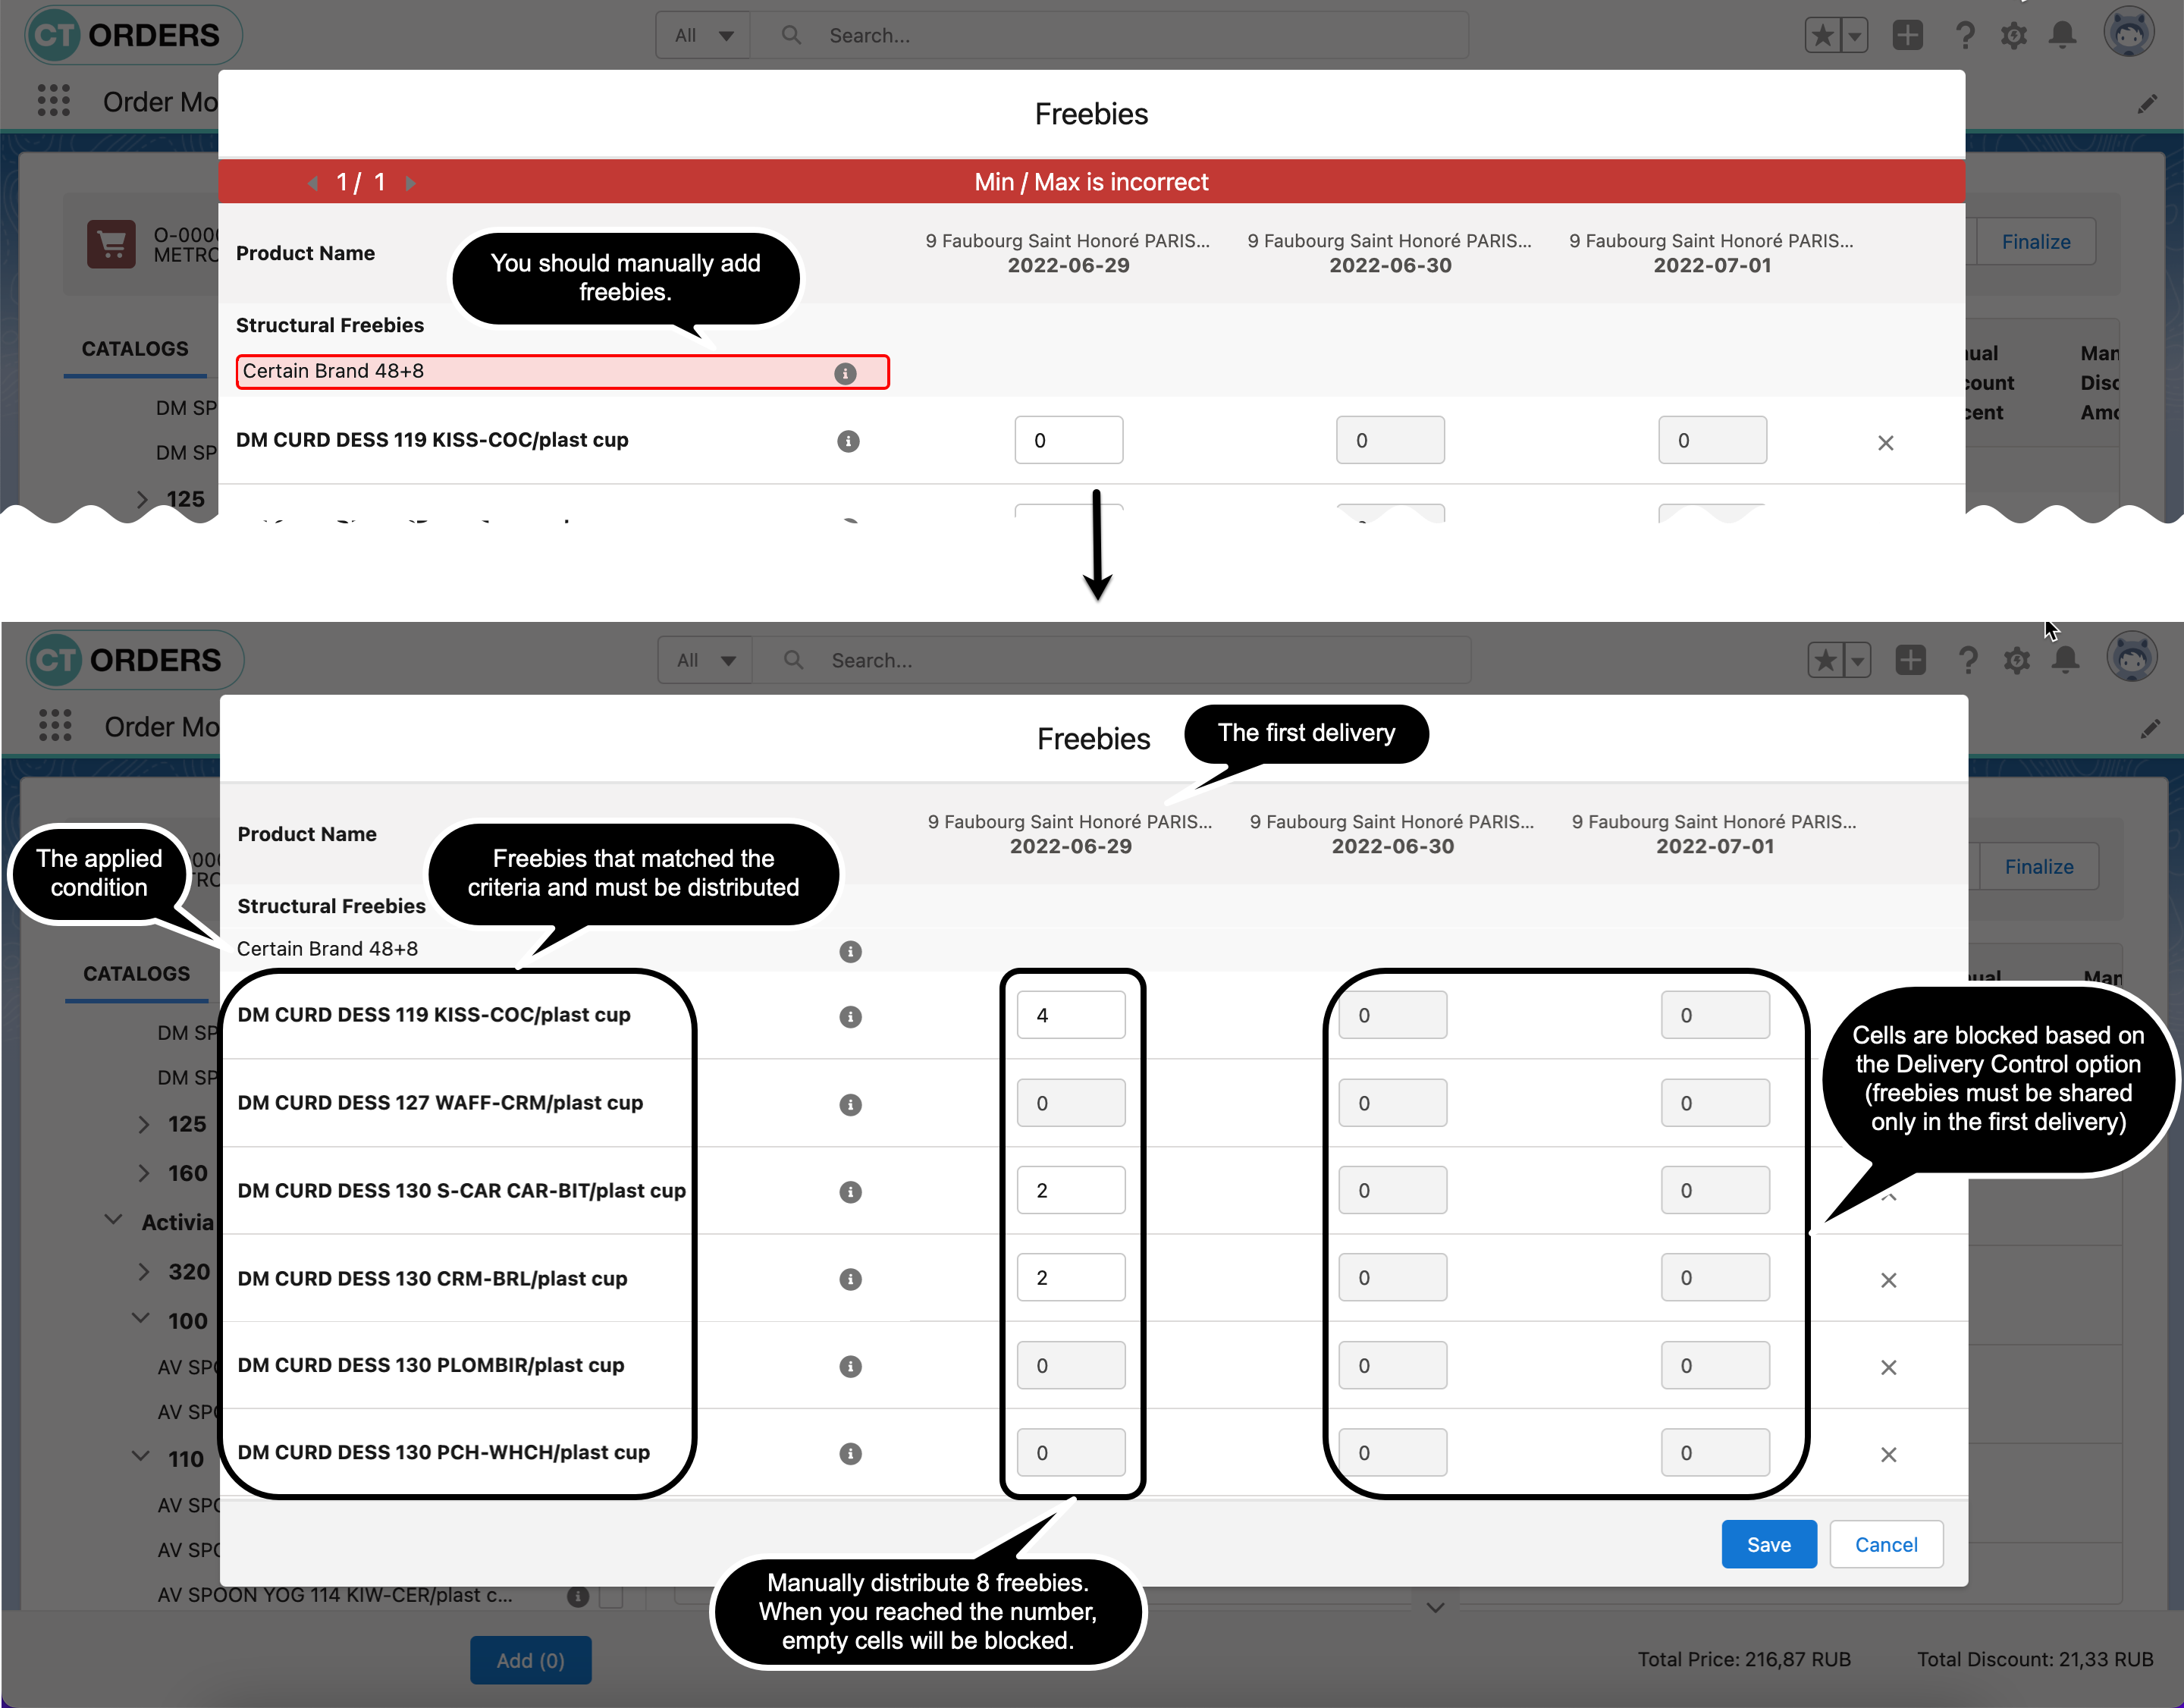 CT ORDERS
All
Search...
Order Mo
Freebies
1 / 1
Min / Max is incorrect
O-000
METRO
Finalize
Product Name
You should manually add
freebies.
9 Faubourg Saint Honoré PARIS...
2022-06-29
9 Faubourg Saint Honoré PARIS...
2022-06-30
9 Faubourg Saint Honoré PARIS...
2022-07-01
Structural Freebies
CATALOGS
Certain Brand 48+8
ual
count
cent
Man
Disc
Amo
DM SP
DM CURD DESS 119 KISS-COC/plast cup
0
0
0
DM SP
125
CT ORDERS
All
Search...
Order Mo
Freebies
The first delivery
Product Name
9 Faubourg Saint Honoré PARIS...
2022-06-29
9 Faubourg Saint Honoré PARIS...
2022-06-30
9 Faubourg Saint Honoré PARIS...
2022-07-01
The applied
condition
Freebies that matched the
criteria and must be distributed
Finalize
Structural Freebies
Certain Brand 48+8
CATALOGS
ual
Man
DM CURD DESS 119 KISS-COC/plast cup
4
0
0
Cells are blocked based on
the Delivery Control option
(freebies must be shared
only in the first delivery)
DM SP
DM SP
DM CURD DESS 127 WAFF-CRM/plast cup
0
0
0
125
160
DM CURD DESS 130 S-CAR CAR-BIT/plast cup
2
0
0
Activia
320
DM CURD DESS 130 CRM-BRL/plast cup
2
0
0
100
AV SPO
DM CURD DESS 130 PLOMBIR/plast cup
0
0
0
AV SPO
110
DM CURD DESS 130 PCH-WHCH/plast cup
0
0
0
AV SPO
AV SPO
Save
Cancel
AV SPOON YOG 114 KIW-CER/plast c...
Manually distribute 8 freebies.
When you reached the number,
empty cells will be blocked.
Add (0)
Total Price: 216,87 RUB
Total Discount: 21,33 RUB